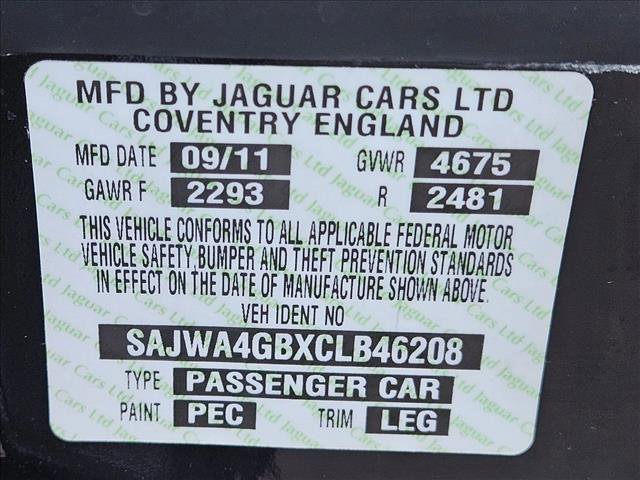 MFD BY JAGUAR CARS LTD
COVENTRY ENGLAND
MFD DATE 09/11 GVWR 4675
GAWR F 2293 R 2481
THIS VEHICLE CONFORMS TO ALL APPLICABLE FEDERAL MOTOR
VEHICLE SAFETY BUMPER AND THEFT PREVENTION STANDARDS
IN EFFECT ON THE DATE OF MANUFACTURE SHOWN ABOVE.
VEH IDENT NO
SAJWA4GBXCLB46208
TYPE PASSENGER CAR
PAINT PEC TRIM LEG